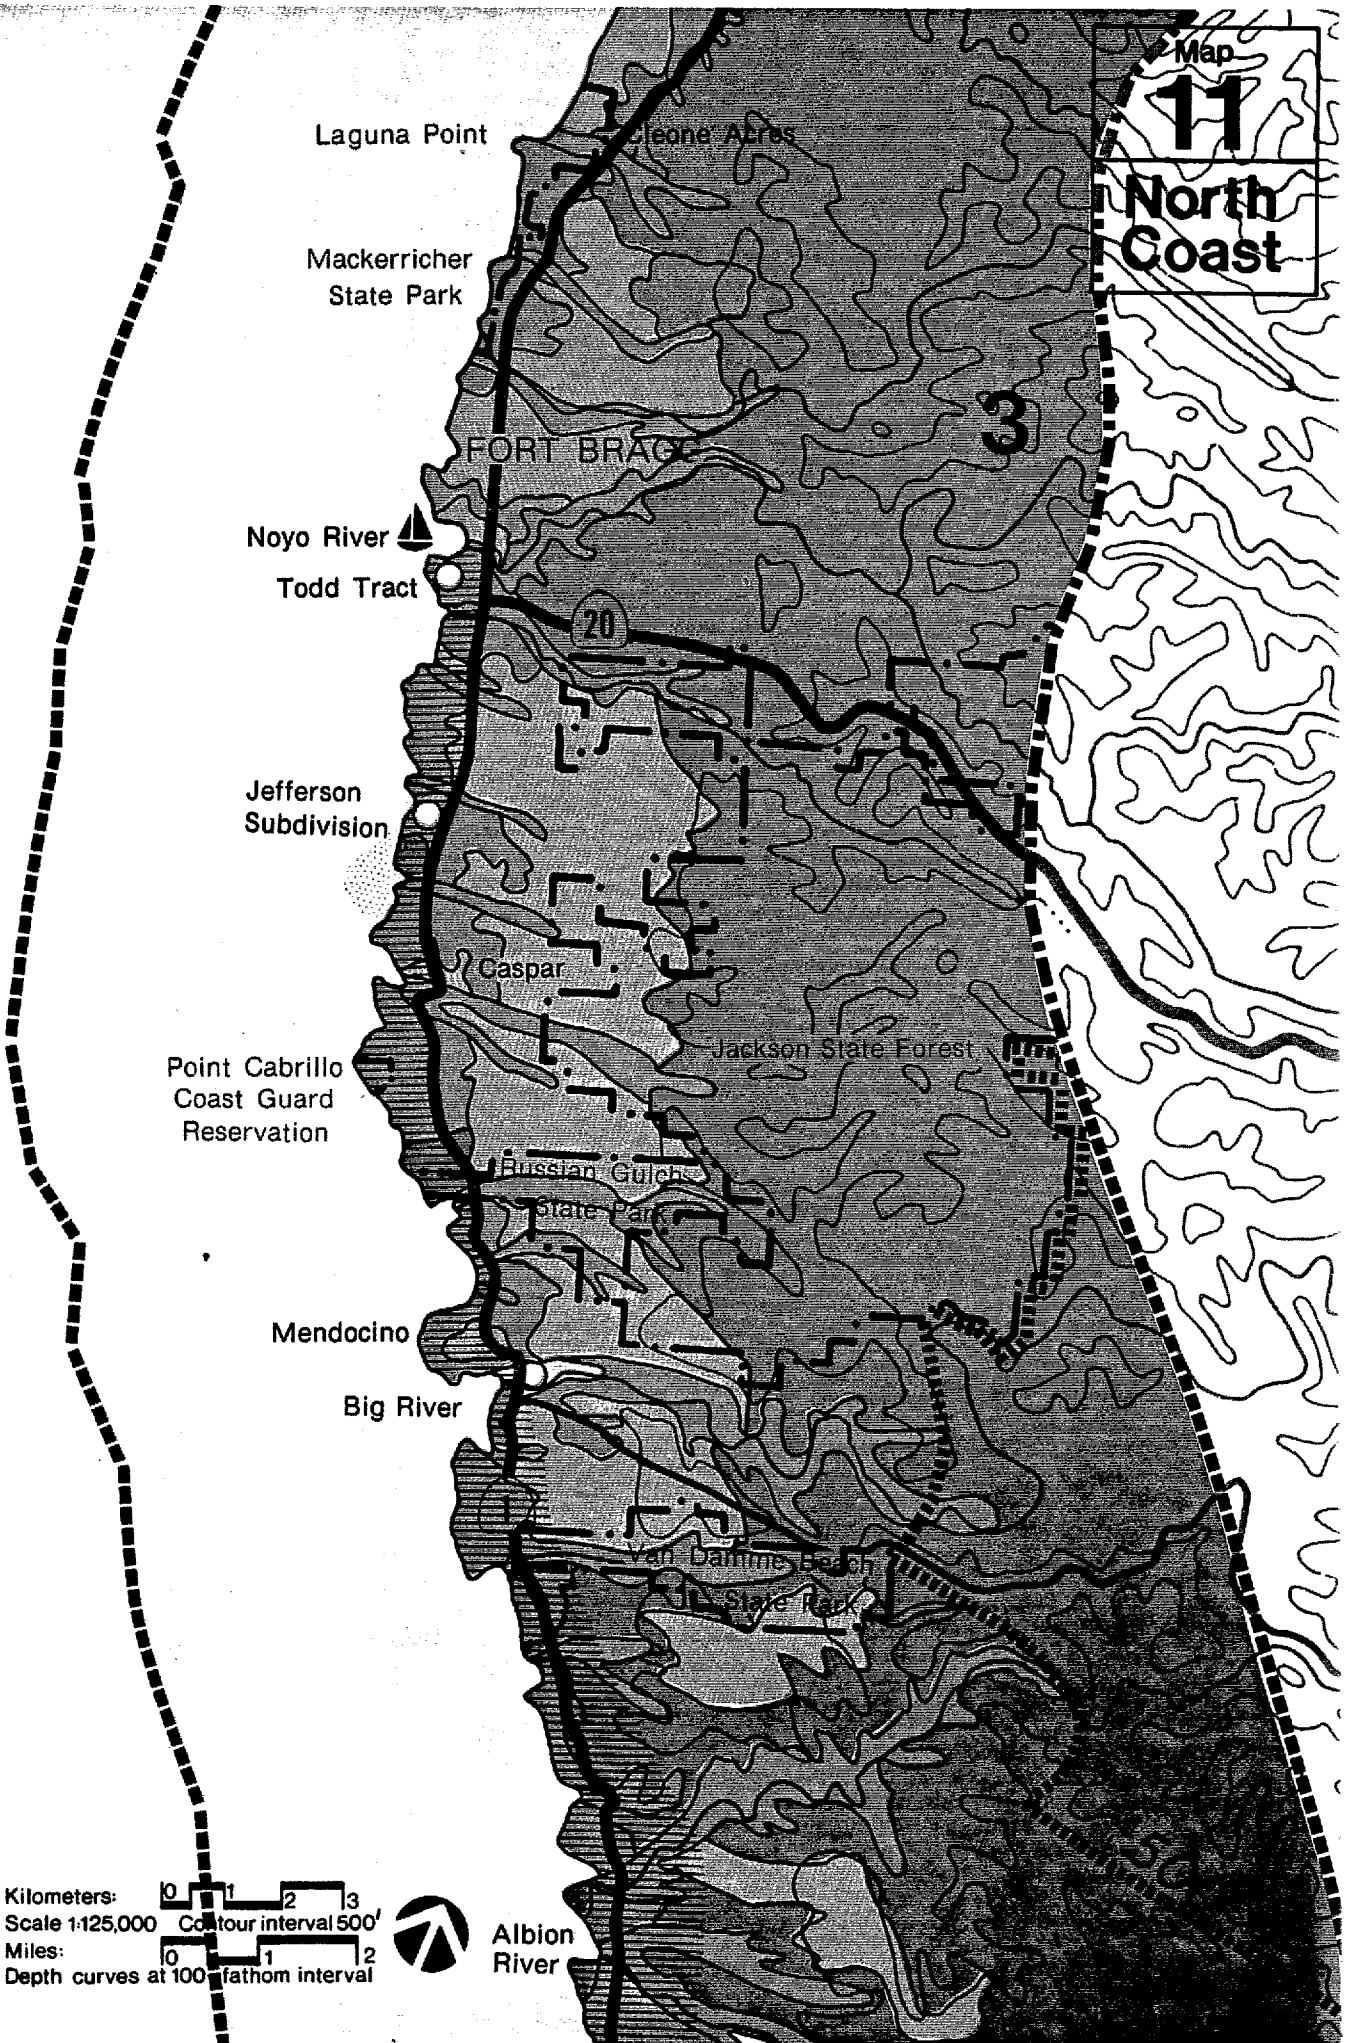 Map
11
North
Coast
Laguna Point
Cleone Acres
Mackerricher
State Park
3
FORT BRAGG
Noyo River
Todd Tract
20
Jefferson
Subdivision
Caspar
Jackson State Forest
Point Cabrillo
Coast Guard
Reservation
Russian Gulch
State Park
Mendocino
Big River
Van Damme Beach
State Park
Kilometers:
0 1 2 3
Scale 1:125,000 Contour interval 500'
Miles:
0 1 2
Depth curves at 100-fathom interval
Albion
River